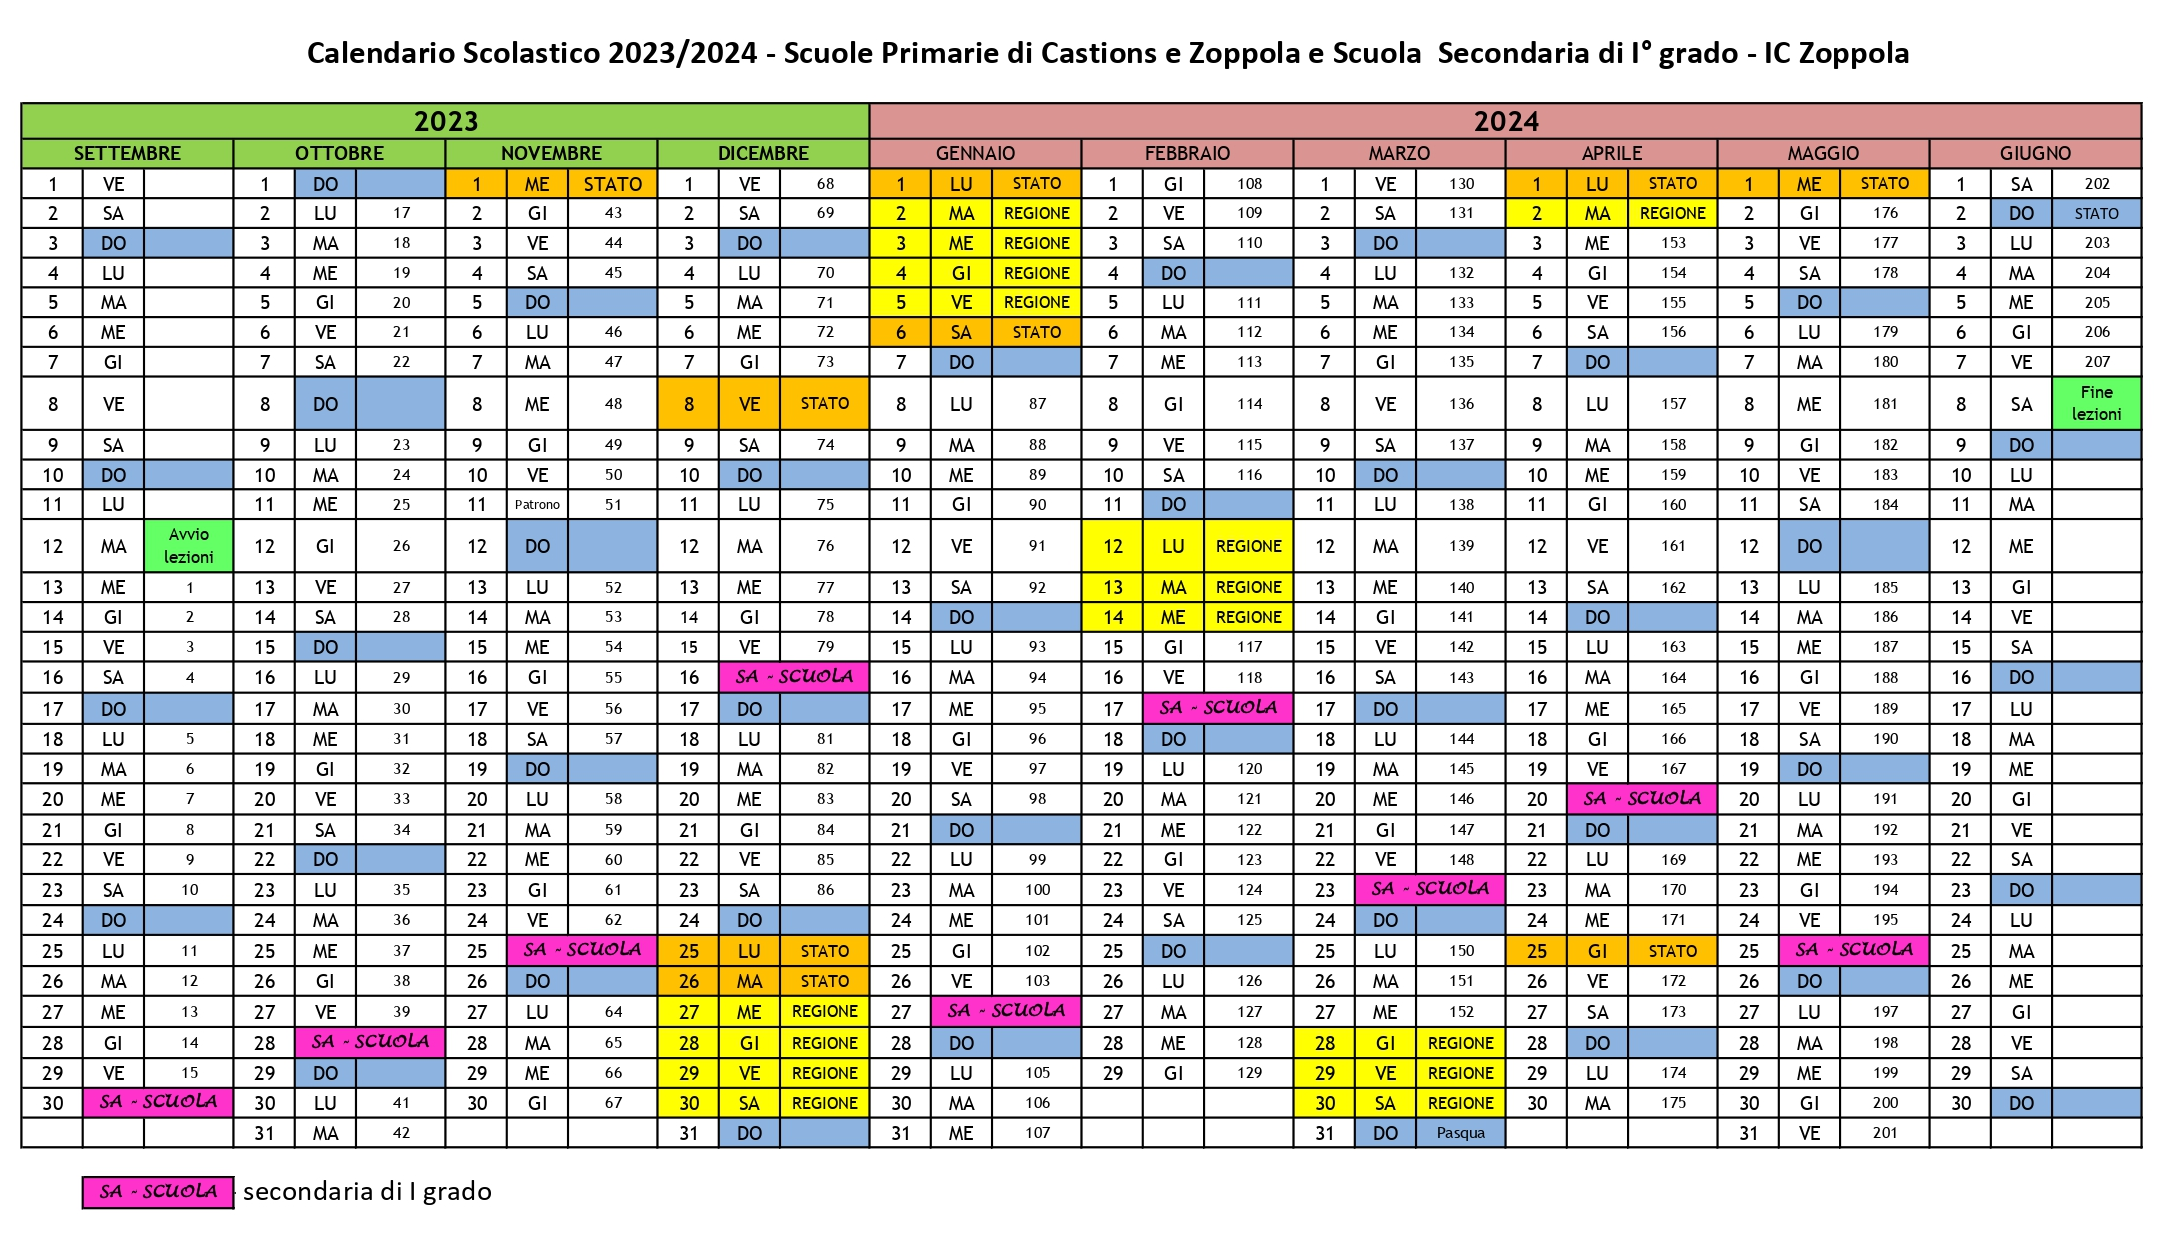 Calendario Scolastico 2023/2024 - Scuole Primarie di Castions e Zoppola e Scuola Secondaria di I° grado - IC Zoppola
2023 2024
SETTEMBRE OTTOBRE NOVEMBRE DICEMBRE GENNAIO FEBBRAIO MARZO APRILE MAGGIO GIUGNO
1 VE 1 DO 1 ME STATO 1 VE 68 1 LU STATO 1 GI 108 1 VE 130 1 LU STATO 1 ME STATO 1 SA 202
2 SA 2 LU 17 2 GI 43 2 SA 69 2 MA REGIONE 2 VE 109 2 SA 131 2 MA REGIONE 2 GI 176 2 DO STATO
3 DO 3 MA 18 3 VE 44 3 DO 3 ME REGIONE 3 SA 110 3 DO 3 ME 153 3 VE 177 3 LU 203
4 LU 4 ME 19 4 SA 45 4 LU 70 4 GI REGIONE 4 DO 4 LU 132 4 GI 154 4 SA 178 4 MA 204
5 MA 5 GI 20 5 DO 5 MA 71 5 VE REGIONE 5 LU 111 5 MA 133 5 VE 155 5 DO 5 ME 205
6 ME 6 VE 21 6 LU 46 6 ME 72 6 SA STATO 6 MA 112 6 ME 134 6 SA 156 6 LU 179 6 GI 206
7 GI 7 SA 22 7 MA 47 7 GI 73 7 DO 7 ME 113 7 GI 135 7 DO 7 MA 180 7 VE 207
8 VE 8 DO 8 ME 48 8 VE STATO 8 LU 87 8 GI 114 8 VE 136 8 LU 157 8 ME 181 8 SA Fine lezioni
9 SA 9 LU 23 9 GI 49 9 SA 74 9 MA 88 9 VE 115 9 SA 137 9 MA 158 9 GI 182 9 DO
10 DO 10 MA 24 10 VE 50 10 DO 10 ME 89 10 SA 116 10 DO 10 ME 159 10 VE 183 10 LU
11 LU 11 ME 25 11 Patrono 51 11 LU 75 11 GI 90 11 DO 11 LU 138 11 GI 160 11 SA 184 11 MA
12 MA Avvio lezioni 12 GI 26 12 DO 12 MA 76 12 VE 91 12 LU REGIONE 12 MA 139 12 VE 161 12 DO 12 ME
13 ME 1 13 VE 27 13 LU 52 13 ME 77 13 SA 92 13 MA REGIONE 13 ME 140 13 SA 162 13 LU 185 13 GI
14 GI 2 14 SA 28 14 MA 53 14 GI 78 14 DO 14 ME REGIONE 14 GI 141 14 DO 14 MA 186 14 VE
15 VE 3 15 DO 15 ME 54 15 VE 79 15 LU 93 15 GI 117 15 VE 142 15 LU 163 15 ME 187 15 SA
16 SA 4 16 LU 29 16 GI 55 16 SA - SCUOLA 16 MA 94 16 VE 118 16 SA 143 16 MA 164 16 GI 188 16 DO
17 DO 17 MA 30 17 VE 56 17 DO 17 ME 95 17 SA - SCUOLA 17 DO 17 ME 165 17 VE 189 17 LU
18 LU 5 18 ME 31 18 SA 57 18 LU 81 18 GI 96 18 DO 18 LU 144 18 GI 166 18 SA 190 18 MA
19 MA 6 19 GI 32 19 DO 19 MA 82 19 VE 97 19 LU 120 19 MA 145 19 VE 167 19 DO 19 ME
20 ME 7 20 VE 33 20 LU 58 20 ME 83 20 SA 98 20 MA 121 20 ME 146 20 SA - SCUOLA 20 LU 191 20 GI
21 GI 8 21 SA 34 21 MA 59 21 GI 84 21 DO 21 ME 122 21 GI 147 21 DO 21 MA 192 21 VE
22 VE 9 22 DO 22 ME 60 22 VE 85 22 LU 99 22 GI 123 22 VE 148 22 LU 169 22 ME 193 22 SA
23 SA 10 23 LU 35 23 GI 61 23 SA 86 23 MA 100 23 VE 124 23 SA - SCUOLA 23 MA 170 23 GI 194 23 DO
24 DO 24 MA 36 24 VE 62 24 DO 24 ME 101 24 SA 125 24 DO 24 ME 171 24 VE 195 24 LU
25 LU 11 25 ME 37 25 SA - SCUOLA 25 LU STATO 25 GI 102 25 DO 25 LU 150 25 GI STATO 25 SA - SCUOLA 25 MA
26 MA 12 26 GI 38 26 DO 26 MA STATO 26 VE 103 26 LU 126 26 MA 151 26 VE 172 26 DO 26 ME
27 ME 13 27 VE 39 27 LU 64 27 ME REGIONE 27 SA - SCUOLA 27 MA 127 27 ME 152 27 SA 173 27 LU 197 27 GI
28 GI 14 28 SA - SCUOLA 28 MA 65 28 GI REGIONE 28 DO 28 ME 128 28 GI REGIONE 28 DO 28 MA 198 28 VE
29 VE 15 29 DO 29 ME 66 29 VE REGIONE 29 LU 105 29 GI 129 29 VE REGIONE 29 LU 174 29 ME 199 29 SA
30 SA - SCUOLA 30 LU 41 30 GI 67 30 SA REGIONE 30 MA 106 30 SA REGIONE 30 MA 175 30 GI 200 30 DO
31 MA 42 31 DO 31 ME 107 31 DO Pasqua 31 VE 201
SA - SCUOLA - secondaria di I grado